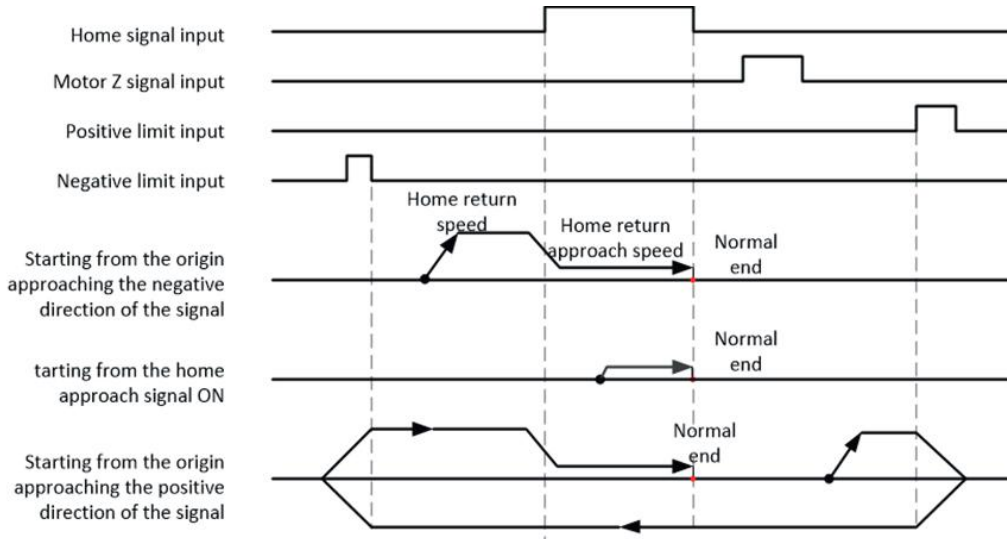 Home signal input
Motor Z signal input
Positive limit input
Negative limit input
Home return
speed
Home return
approach speed
Normal
end
Starting from the origin
approaching the negative
direction of the signal
Normal
end
tarting from the home
approach signal ON
Normal
end
Starting from the origin
approaching the positive
direction of the signal